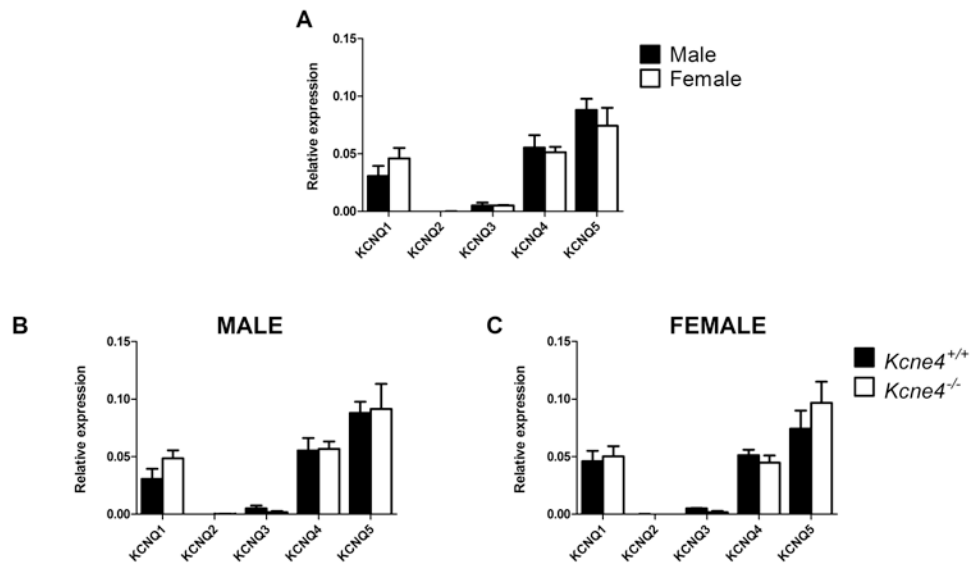 A
0.15
0.10
0.05
0.00
Relative expression
KCNQ1
KCNQ2
KCNQ3
KCNQ4
KCNQ5
Male
Female
B
MALE
0.15
0.10
0.05
0.00
Relative expression
KCNQ1
KCNQ2
KCNQ3
KCNQ4
KCNQ5
C
FEMALE
0.15
0.10
0.05
0.00
Relative expression
KCNQ1
KCNQ2
KCNQ3
KCNQ4
KCNQ5
Kcne4+/+
Kcne4-/-